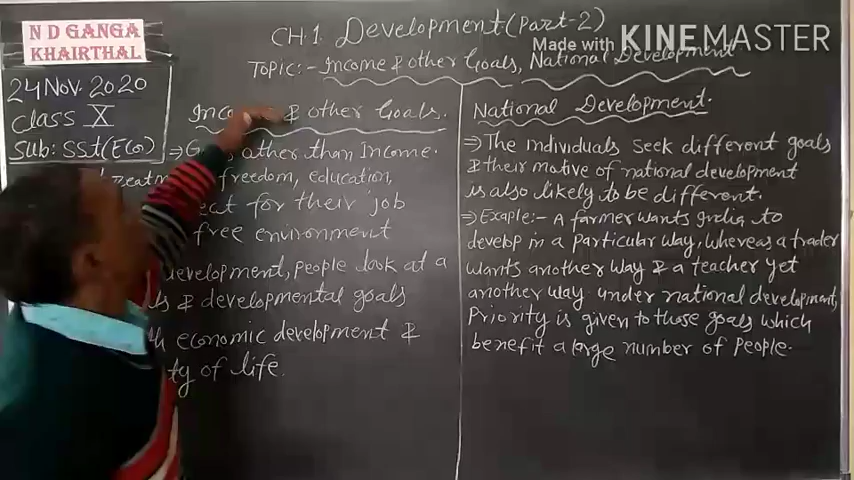 N D GANGA
KHAIRTHAL
Made with KINEMASTER
CH.1. Development (Part-2)
Topic:- Income & other Goals, National Development
24 Nov. 2020
Class X
Sub: SSt (Eco)
& other Goals.
⇒ other than Income.
freedom, education,
for their job
free environment
development, people look at a
& developmental goals
economic development &
of life.
National Development.
⇒ The individuals seek different goals
& their motive of national development
is also likely to be different.
⇒ Exaple:- A farmer wants India to
develop in a particular way, whereas a trader
wants another way & a teacher yet
another way under national development,
Priority is given to those goals which
benefit a large number of people.